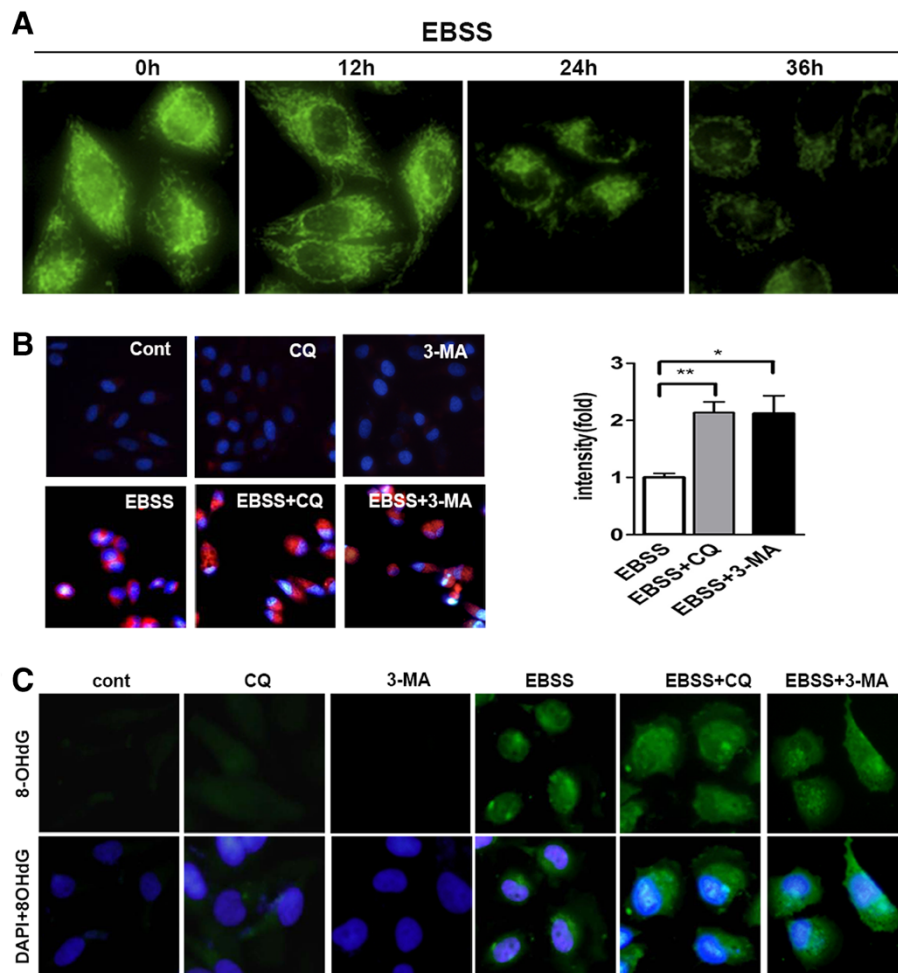 A
EBSS
0h 12h 24h 36h
B
Cont CQ 3-MA
EBSS EBSS+CQ EBSS+3-MA
intensity(fold)
3
2
1
0
**
*
EBSS
EBSS+CQ
EBSS+3-MA
C
cont CQ 3-MA EBSS EBSS+CQ EBSS+3-MA
8-OHdG
DAPI+8OHdG